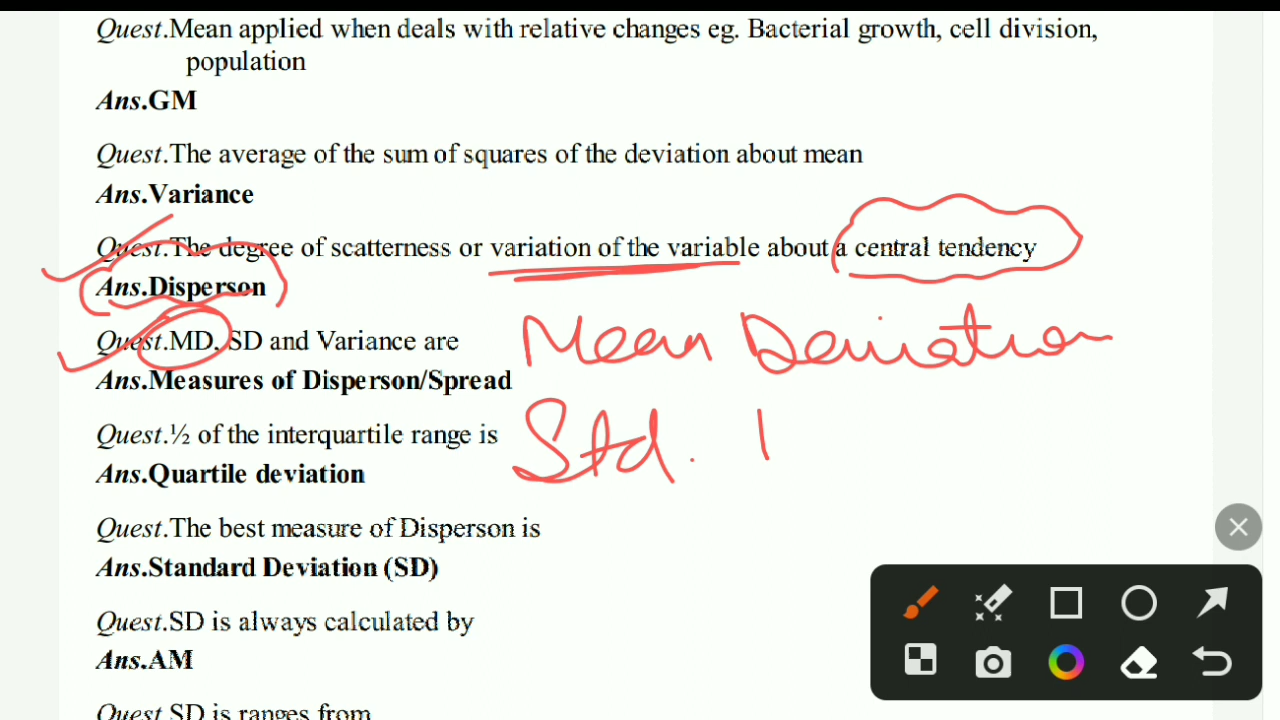 Quest.Mean applied when deals with relative changes eg. Bacterial growth, cell division,
population
Ans.GM
Quest.The average of the sum of squares of the deviation about mean
Ans.Variance
Quest.The degree of scatterness or variation of the variable about a central tendency
Ans.Disperson
Quest.MD, SD and Variance are
Mean Deviation
Ans.Measures of Disperson/Spread
Quest.½ of the interquartile range is
Std.
Ans.Quartile deviation
Quest.The best measure of Disperson is
Ans.Standard Deviation (SD)
Quest.SD is always calculated by
Ans.AM
Quest.SD is ranges from